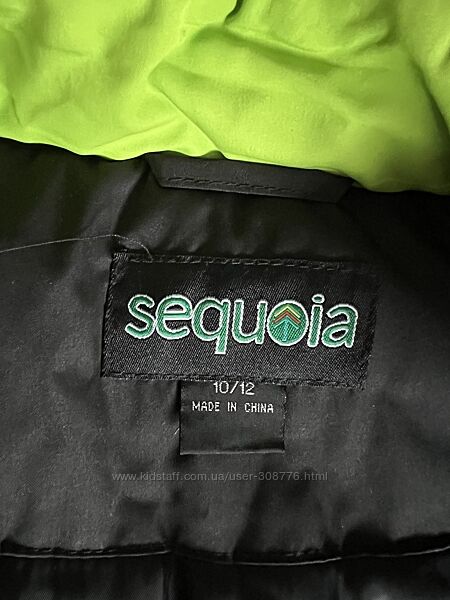 sequoia
10/12
MADE IN CHINA
www.kidstaff.com.ua/user-308776.html